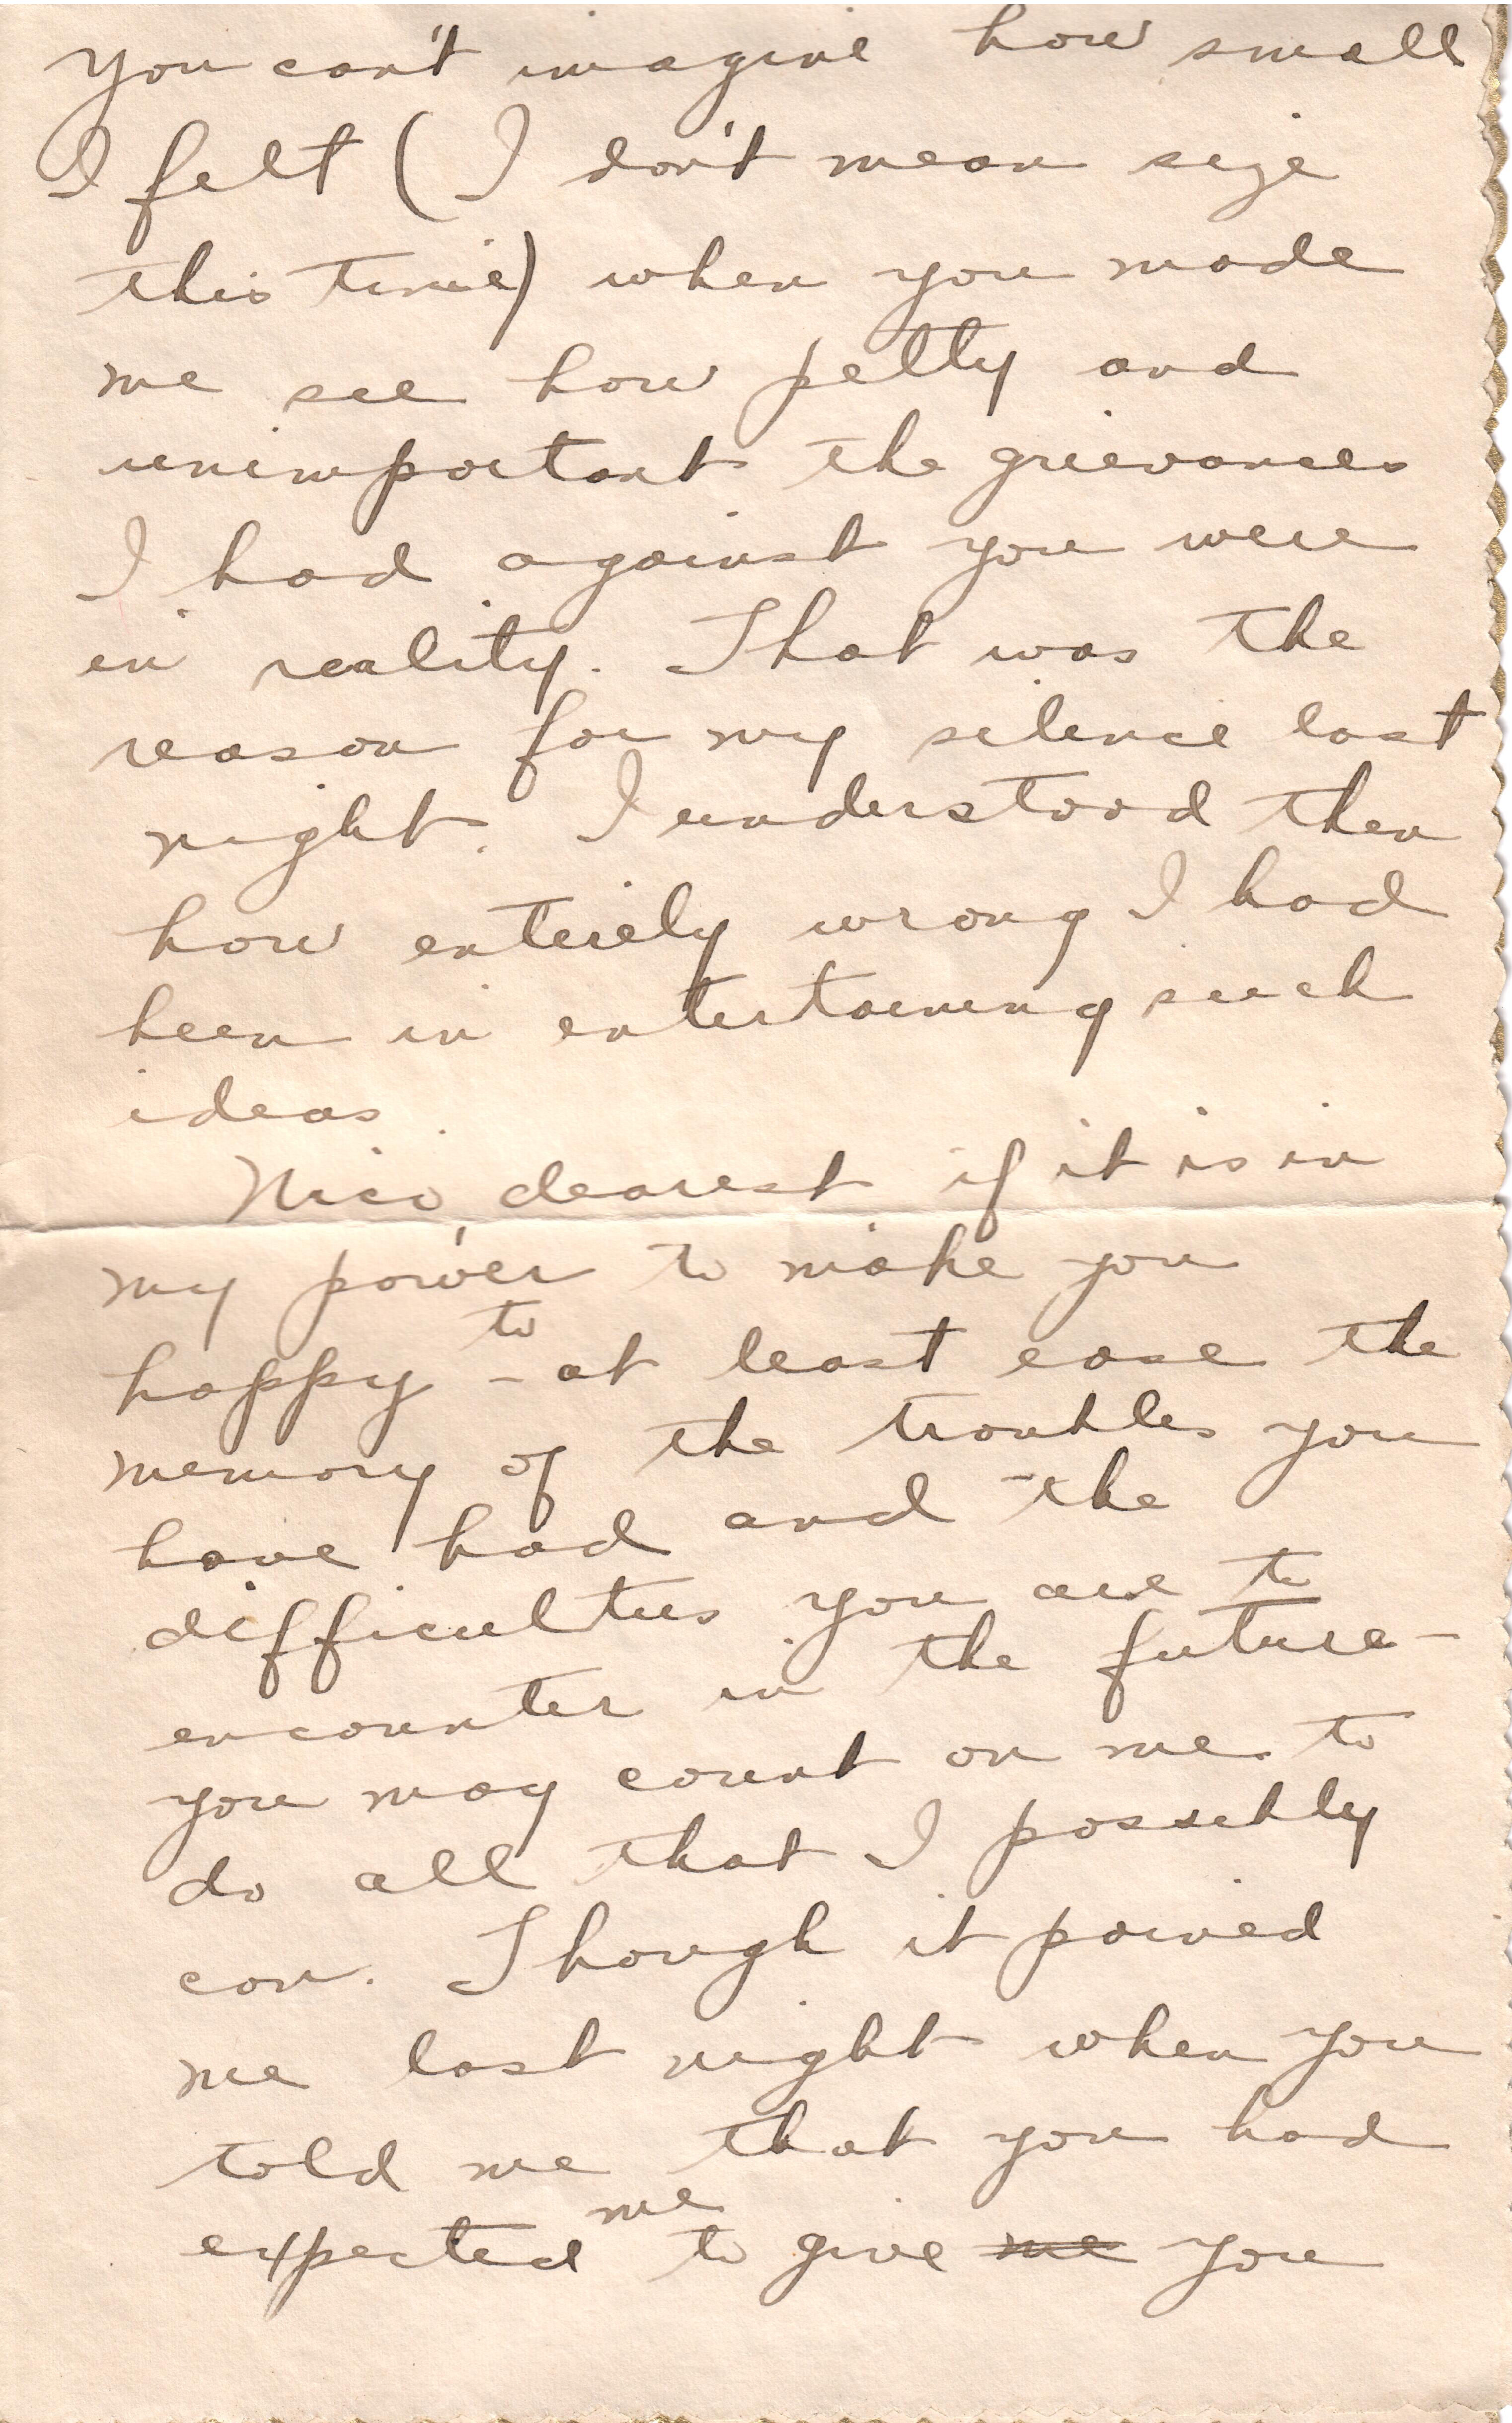 You can't imagine how small
I felt (I don't mean size
this time) when you made
me see how petty and
unimportant the grievances
I had against you were
in reality. That was the
reason for my silence last
night. I understood then
how entirely wrong I had
been in entertaining such
ideas.
Nico, dearest if it is in
my power to make you
happy - to at least ease the
memory of the troubles you
have had and the
difficulties you are to
encounter in the future -
you may count on me to
do all that I possibly
can. Though it pained
me last night when you
told me that you had
expected me to give me you